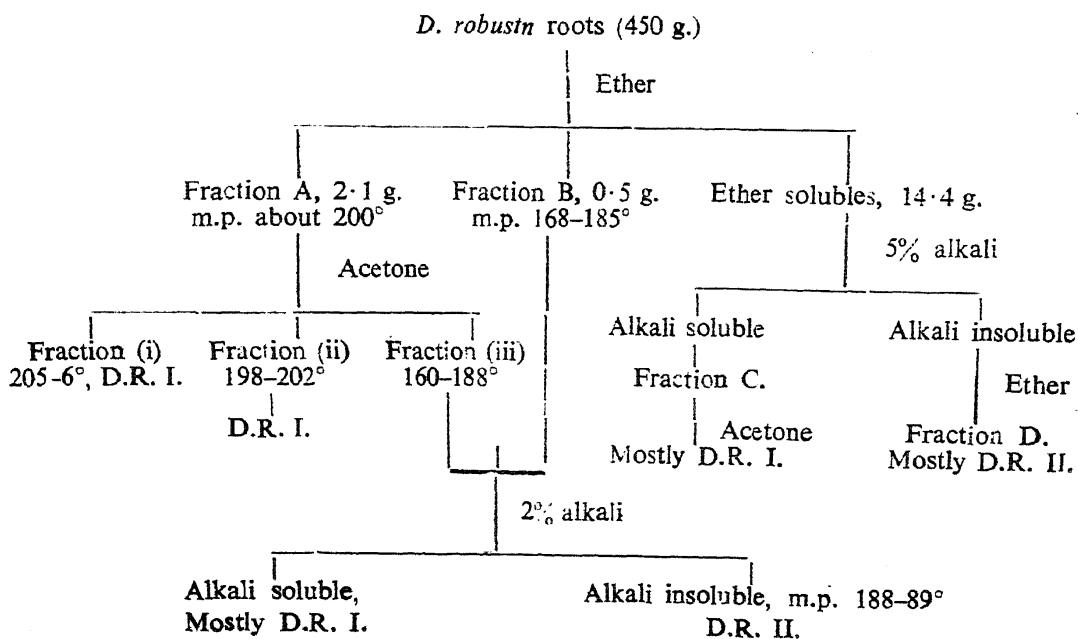 D. robustn roots (450 g.)
Ether
Fraction A, 2·1 g.
m.p. about 200°
Fraction B, 0·5 g.
m.p. 168–185°
Ether solubles, 14·4 g.
5% alkali
Acetone
Fraction (i)
205-6°, D.R. I.
Fraction (ii)
198–202°
D.R. I.
Fraction (iii)
160–188°
Alkali soluble
Fraction C.
Acetone
Mostly D.R. I.
Alkali insoluble
Ether
Fraction D.
Mostly D.R. II.
2% alkali
Alkali soluble,
Mostly D.R. I.
Alkali insoluble, m.p. 188–89°
D.R. II.